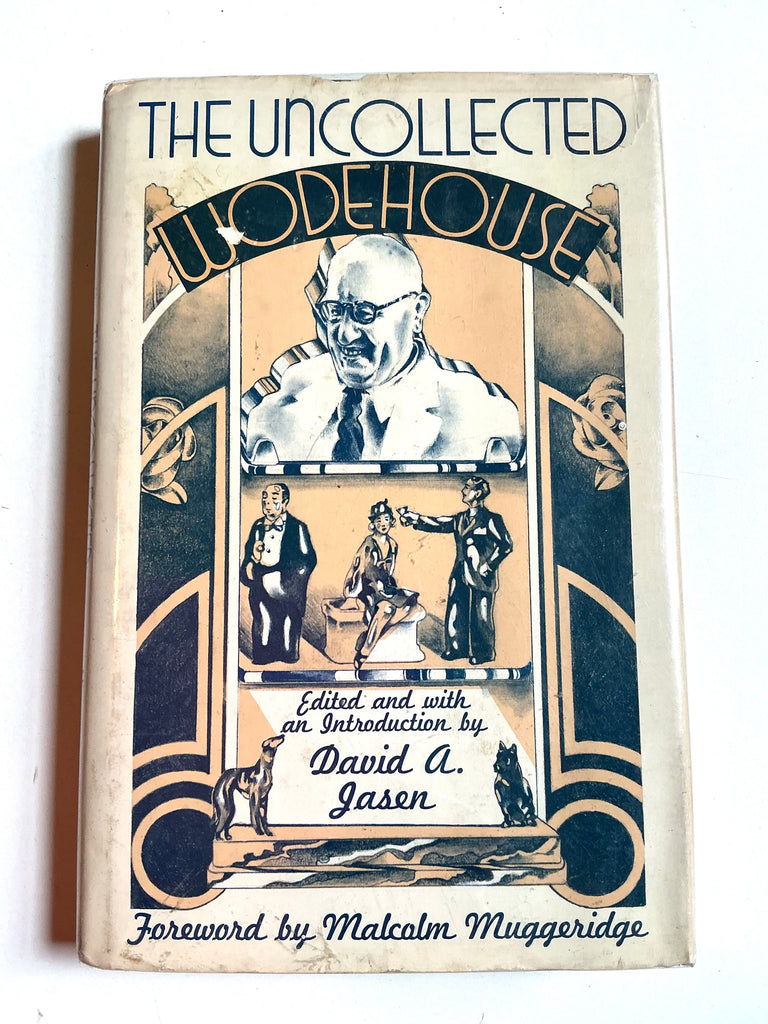 THE UNCOLLECTED
WODEHOUSE
Edited and with
an Introduction by
David A.
Jasen
Foreword by Malcolm Muggeridge